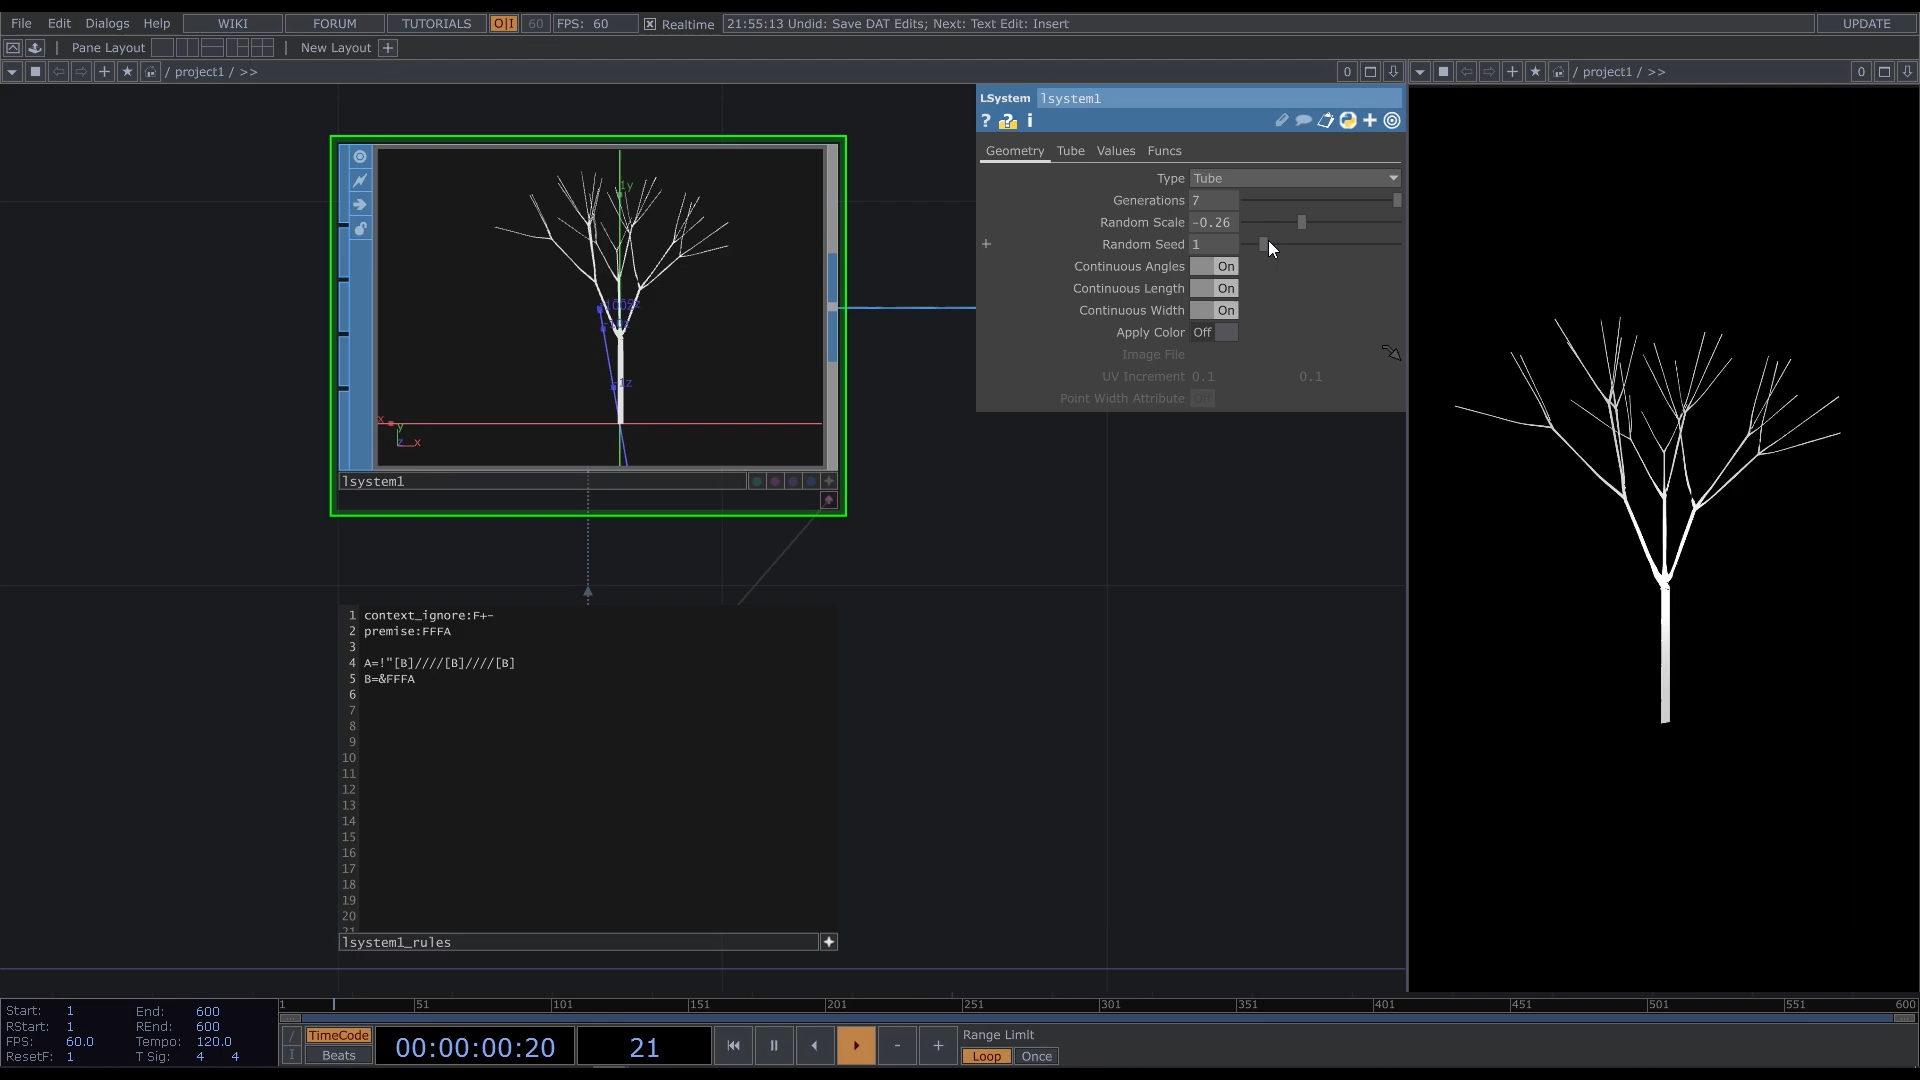 File Edit Dialogs Help WIKI FORUM TUTORIALS O|I 60 FPS: 60 Realtime 21:55:13 Undid: Save DAT Edits; Next: Text Edit: Insert UPDATE
Pane Layout New Layout +
/ project1 / >> 0 / project1 / >> 0
LSystem lsystem1
? ? i
Geometry Tube Values Funcs
Type Tube
Generations 7
Random Scale -0.26
Random Seed 1
Continuous Angles On
Continuous Length On
Continuous Width On
Apply Color Off
Image File
UV Increment 0.1 0.1
Point Width Attribute Off
1y
1z
x y
z x
lsystem1
1 context_ignore:F+-
2 premise:FFFA
3
4 A=!"[B]////[B]////[B]
5 B=&FFFA
6
7
8
9
10
11
12
13
14
15
16
17
18
19
20
21
lsystem1_rules
1 51 101 151 201 251 301 351 401 451 501 551 600
Start: 1 End: 600
RStart: 1 REnd: 600
FPS: 60.0 Tempo: 120.0
ResetF: 1 T Sig: 4 4
TimeCode
Beats
00:00:00:20 21
- +
Range Limit
Loop Once